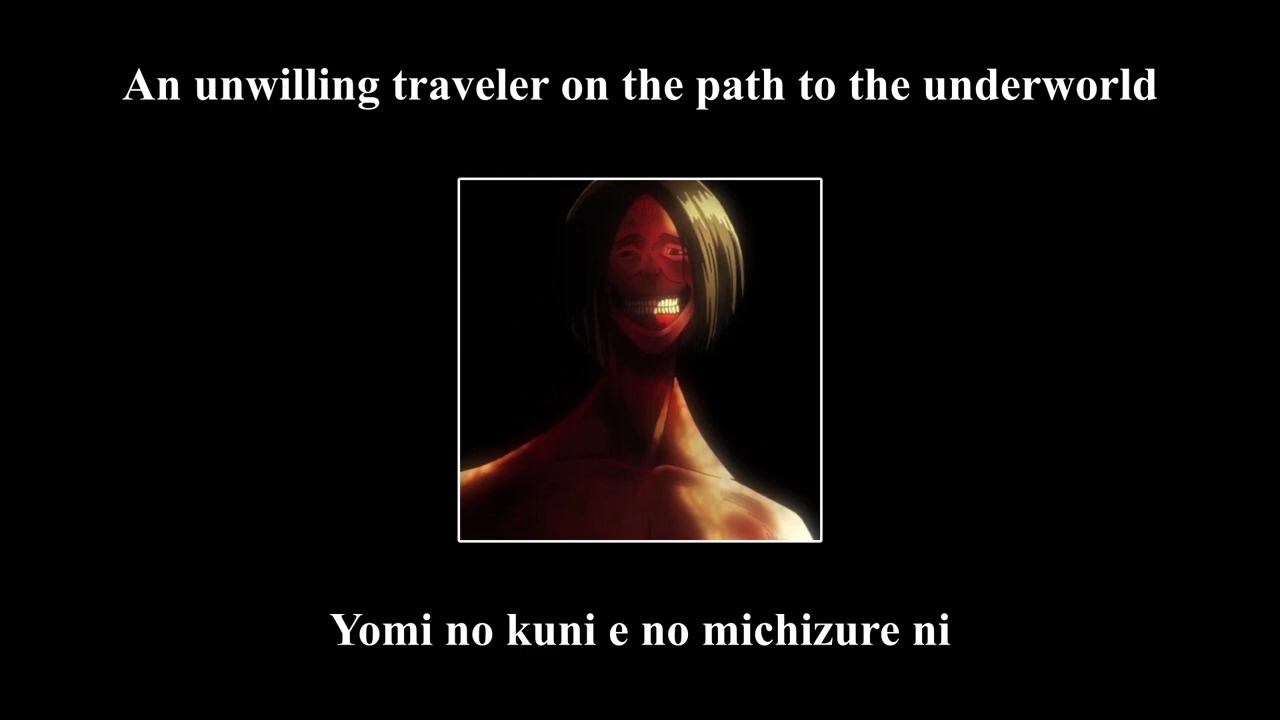 An unwilling traveler on the path to the underworld
Yomi no kuni e no michizure ni